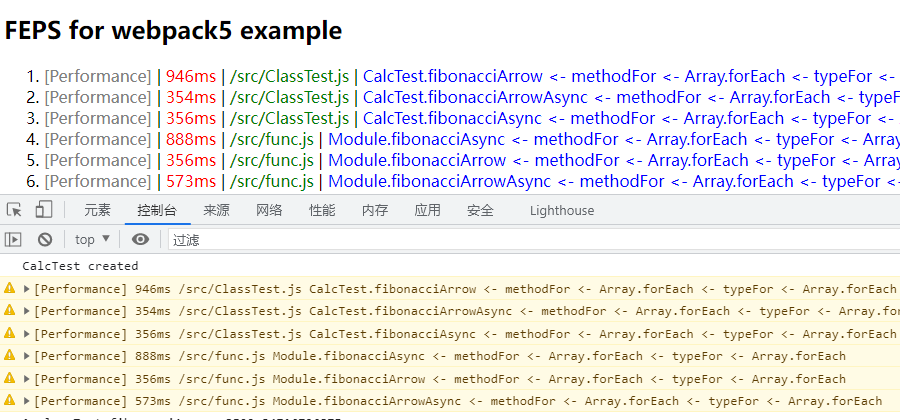 FEPS for webpack5 example
1. [Performance] | 946ms | /src/ClassTest.js | CalcTest.fibonacciArrow <- methodFor <- Array.forEach <- typeFor <-
2. [Performance] | 354ms | /src/ClassTest.js | CalcTest.fibonacciArrowAsync <- methodFor <- Array.forEach <- typeF
3. [Performance] | 356ms | /src/ClassTest.js | CalcTest.fibonacciAsync <- methodFor <- Array.forEach <- typeFor <-
4. [Performance] | 888ms | /src/func.js | Module.fibonacciAsync <- methodFor <- Array.forEach <- typeFor <- Array.
5. [Performance] | 356ms | /src/func.js | Module.fibonacciArrow <- methodFor <- Array.forEach <- typeFor <- Array.
6. [Performance] | 573ms | /src/func.js | Module.fibonacciArrowAsync <- methodFor <- Array.forEach <- typeFor <-
元素 控制台 来源 网络 性能 内存 应用 安全 Lighthouse
top 过滤
CalcTest created
[Performance] 946ms /src/ClassTest.js CalcTest.fibonacciArrow <- methodFor <- Array.forEach <- typeFor <- Array.forEach
[Performance] 354ms /src/ClassTest.js CalcTest.fibonacciArrowAsync <- methodFor <- Array.forEach <- typeFor <- Array.for
[Performance] 356ms /src/ClassTest.js CalcTest.fibonacciAsync <- methodFor <- Array.forEach <- typeFor <- Array.forEach
[Performance] 888ms /src/func.js Module.fibonacciAsync <- methodFor <- Array.forEach <- typeFor <- Array.forEach
[Performance] 356ms /src/func.js Module.fibonacciArrow <- methodFor <- Array.forEach <- typeFor <- Array.forEach
[Performance] 573ms /src/func.js Module.fibonacciArrowAsync <- methodFor <- Array.forEach <- typeFor <- Array.forEach